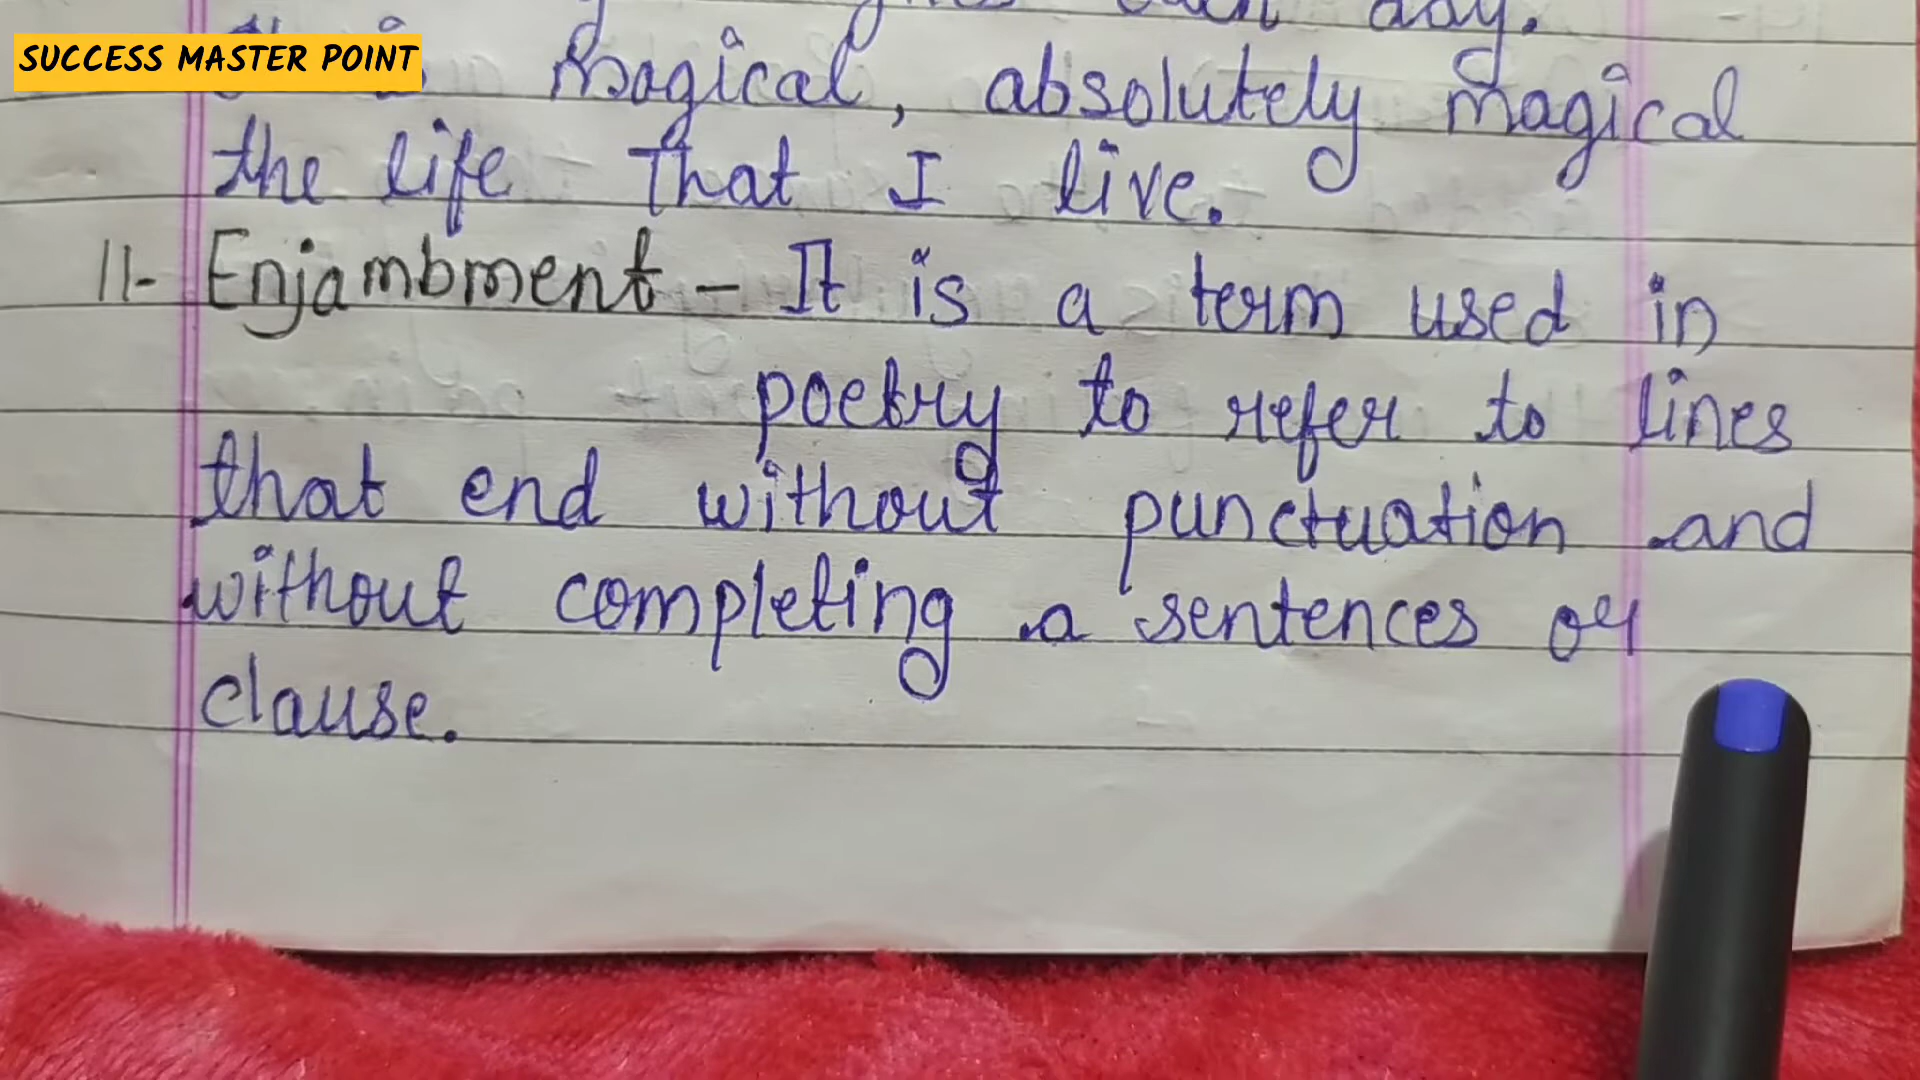 day.
SUCCESS MASTER POINT
magical, absolutely magical
the life that I live.
11- Enjambment - It is a term used in
poetry to refer to lines
that end without punctuation and
without completing a sentences or
clause.